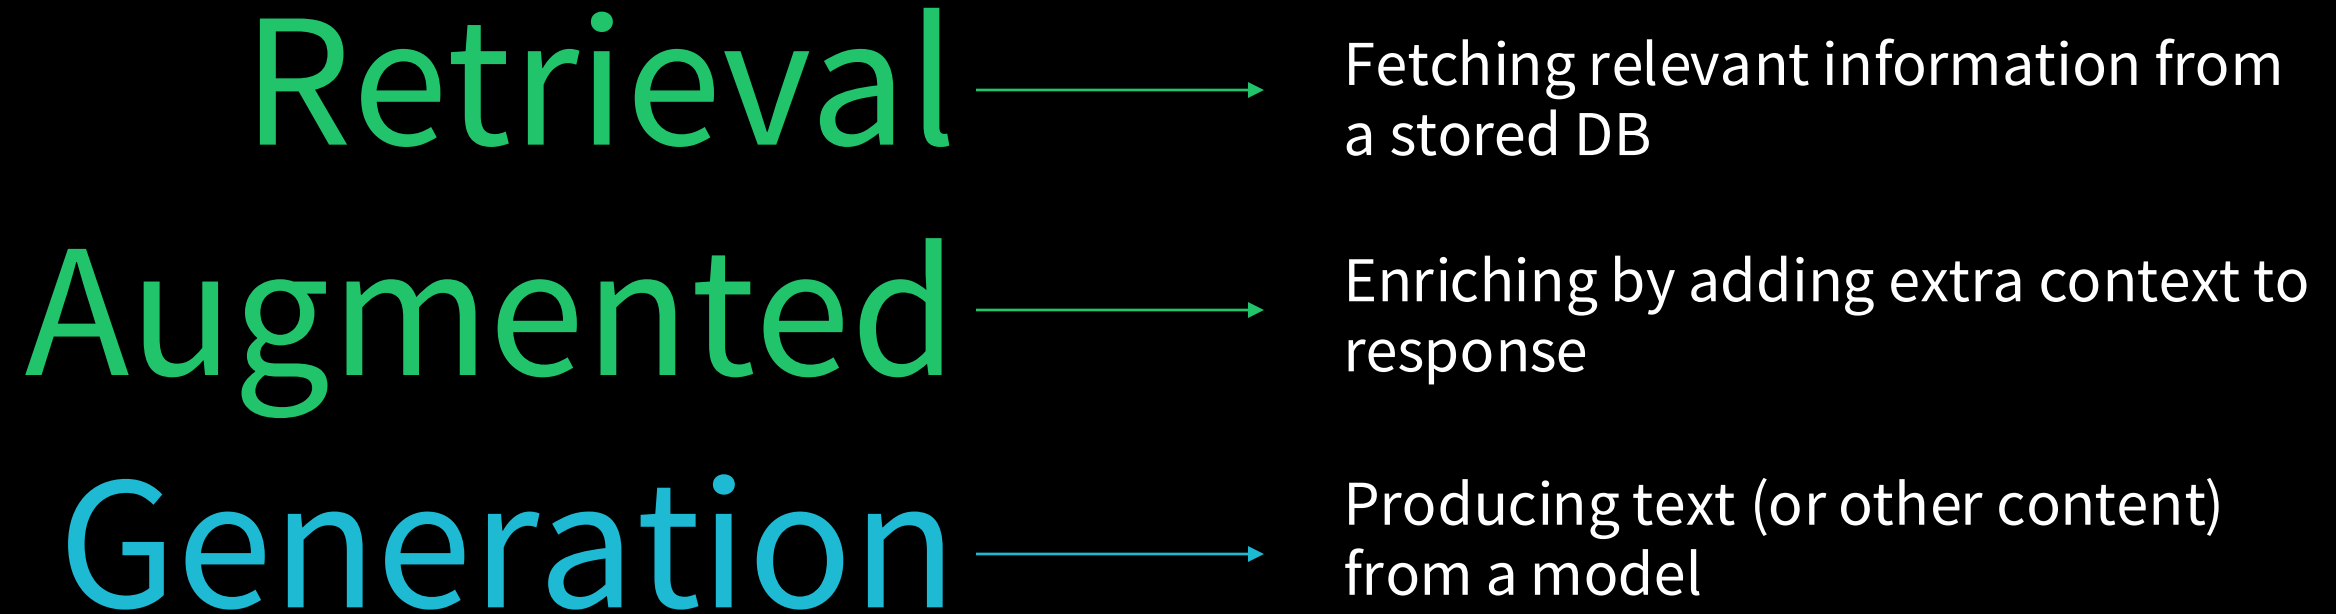 Retrieval
Fetching relevant information from
a stored DB
Augmented
Enriching by adding extra context to
response
Generation
Producing text (or other content)
from a model